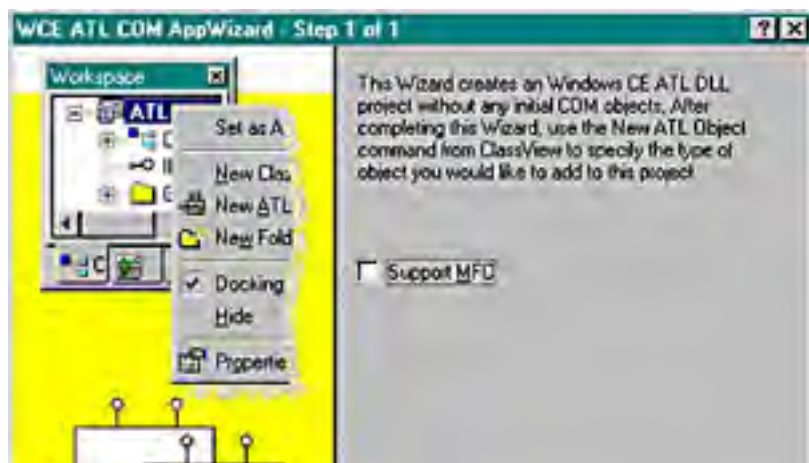 WCE ATL COM AppWizard - Step 1 of 1
Workspace
ATL
Set as A
New Clas
New ATL
New Fold
Docking
Hide
Propertie
C
This Wizard creates an Windows CE ATL DLL
project without any initial COM objects, After
completing this Wizard, use the New ATL Object
command from ClassView to specify the type of
object you would like to add to this project
Support MFC